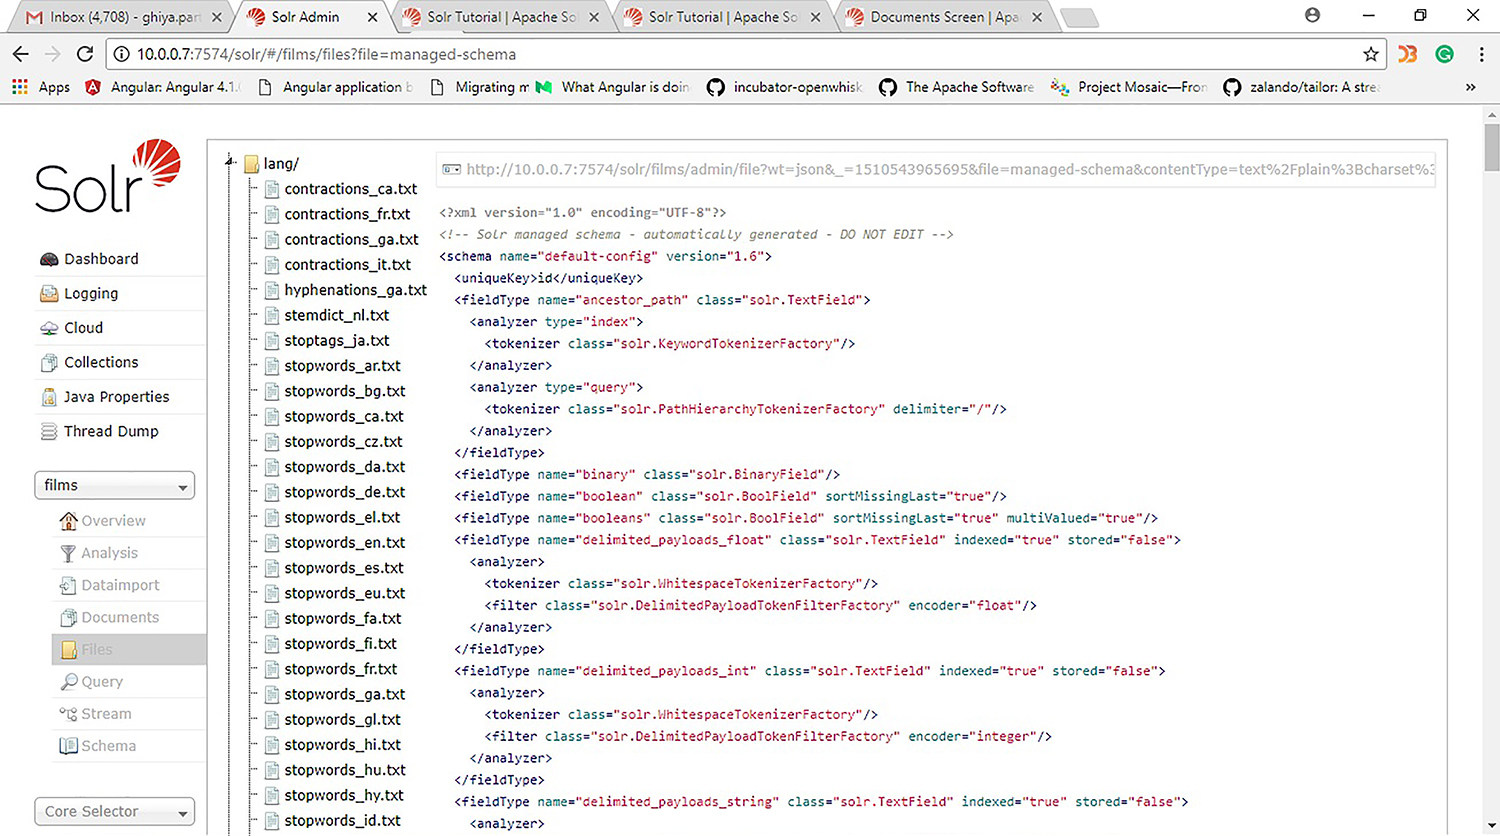 Inbox (4,708) - ghiya.part
Solr Admin
Solr Tutorial | Apache Sol
Solr Tutorial | Apache Sol
Documents Screen | Apa
10.0.0.7:7574/solr/#/films/files?file=managed-schema
Apps
Angular: Angular 4.1.
Angular application b
Migrating m
What Angular is doin
incubator-openwhisk
The Apache Software
Project Mosaic—Fron
zalando/tailor: A stre
»
Solr
Dashboard
Logging
Cloud
Collections
Java Properties
Thread Dump
films
Overview
Analysis
Dataimport
Documents
Files
Query
Stream
Schema
Core Selector
lang/
contractions_ca.txt
contractions_fr.txt
contractions_ga.txt
contractions_it.txt
hyphenations_ga.txt
stemdict_nl.txt
stoptags_ja.txt
stopwords_ar.txt
stopwords_bg.txt
stopwords_ca.txt
stopwords_cz.txt
stopwords_da.txt
stopwords_de.txt
stopwords_el.txt
stopwords_en.txt
stopwords_es.txt
stopwords_eu.txt
stopwords_fa.txt
stopwords_fi.txt
stopwords_fr.txt
stopwords_ga.txt
stopwords_gl.txt
stopwords_hi.txt
stopwords_hu.txt
stopwords_hy.txt
stopwords_id.txt
http://10.0.0.7:7574/solr/films/admin/file?wt=json&_=1510543965695&file=managed-schema&contentType=text%2Fplain%3Bcharset%3
<?xml version="1.0" encoding="UTF-8"?>
<!-- Solr managed schema - automatically generated - DO NOT EDIT -->
<schema name="default-config" version="1.6">
<uniqueKey>id</uniqueKey>
<fieldType name="ancestor_path" class="solr.TextField">
<analyzer type="index">
<tokenizer class="solr.KeywordTokenizerFactory"/>
</analyzer>
<analyzer type="query">
<tokenizer class="solr.PathHierarchyTokenizerFactory" delimiter="/"/>
</analyzer>
</fieldType>
<fieldType name="binary" class="solr.BinaryField"/>
<fieldType name="boolean" class="solr.BoolField" sortMissingLast="true"/>
<fieldType name="booleans" class="solr.BoolField" sortMissingLast="true" multiValued="true"/>
<fieldType name="delimited_payloads_float" class="solr.TextField" indexed="true" stored="false">
<analyzer>
<tokenizer class="solr.WhitespaceTokenizerFactory"/>
<filter class="solr.DelimitedPayloadTokenFilterFactory" encoder="float"/>
</analyzer>
</fieldType>
<fieldType name="delimited_payloads_int" class="solr.TextField" indexed="true" stored="false">
<analyzer>
<tokenizer class="solr.WhitespaceTokenizerFactory"/>
<filter class="solr.DelimitedPayloadTokenFilterFactory" encoder="integer"/>
</analyzer>
</fieldType>
<fieldType name="delimited_payloads_string" class="solr.TextField" indexed="true" stored="false">
<analyzer>